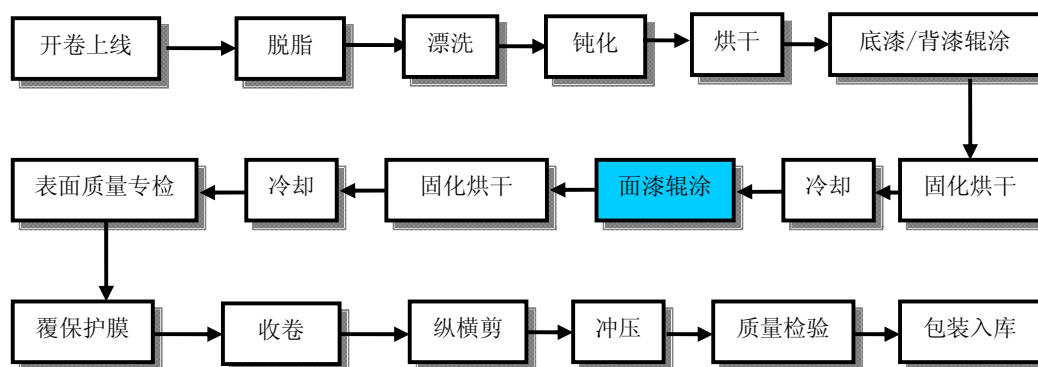 开卷上线
脱脂
漂洗
钝化
烘干
底漆/背漆辊涂
固化烘干
冷却
面漆辊涂
固化烘干
冷却
表面质量专检
覆保护膜
收卷
纵横剪
冲压
质量检验
包装入库